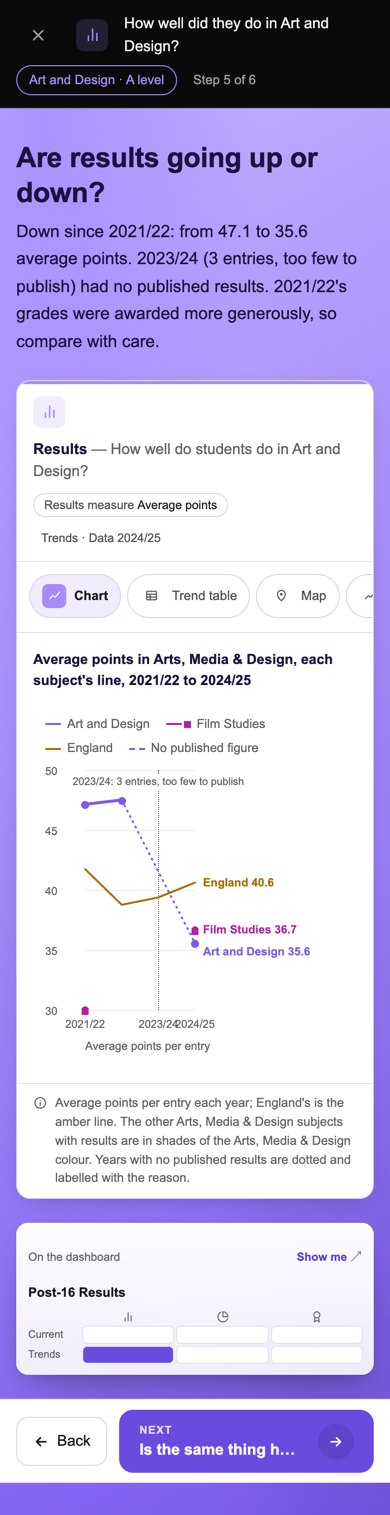 How well did they do in Art and
Design?
Art and Design · A level
Step 5 of 6
Are results going up or
down?
Down since 2021/22: from 47.1 to 35.6
average points. 2023/24 (3 entries, too few to
publish) had no published results. 2021/22's
grades were awarded more generously, so
compare with care.
Results — How well do students do in Art and
Design?
Results measure Average points
Trends · Data 2024/25
Chart
Trend table
Map
Average points in Arts, Media & Design, each
subject's line, 2021/22 to 2024/25
Art and Design
Film Studies
England
No published figure
50
2023/24: 3 entries, too few to publish
45
40
England 40.6
Film Studies 36.7
35
Art and Design 35.6
30
2021/22
2023/24
2024/25
Average points per entry
Average points per entry each year; England's is the
amber line. The other Arts, Media & Design subjects
with results are in shades of the Arts, Media & Design
colour. Years with no published results are dotted and
labelled with the reason.
On the dashboard
Show me
Post-16 Results
Current
Trends
Back
NEXT
Is the same thing h...